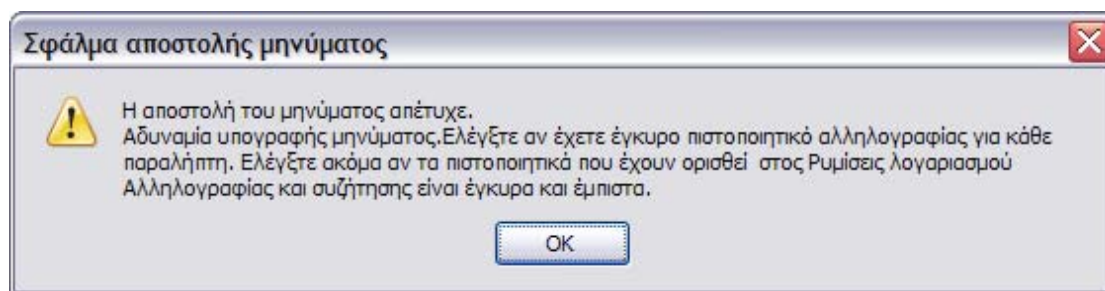 Σφάλμα αποστολής μηνύματος
Η αποστολή του μηνύματος απέτυχε.
Αδυναμία υπογραφής μηνύματος.Ελέγξτε αν έχετε έγκυρο πιστοποιητικό αλληλογραφίας για κάθε
παραλήπτη. Ελέγξτε ακόμα αν τα πιστοποιητικά που έχουν ορισθεί στος Ρυμίσεις λογαριασμού
Αλληλογραφίας και συζήτησης είναι έγκυρα και έμπιστα.
OK